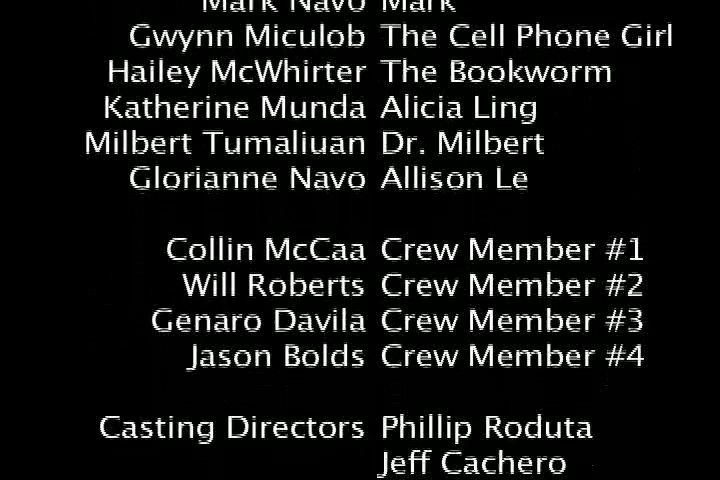 Mark Navo Mark
Gwynn Miculob The Cell Phone Girl
Hailey McWhirter The Bookworm
Katherine Munda Alicia Ling
Milbert Tumaliuan Dr. Milbert
Glorianne Navo Allison Le
Collin McCaa Crew Member #1
Will Roberts Crew Member #2
Genaro Davila Crew Member #3
Jason Bolds Crew Member #4
Casting Directors Phillip Roduta
Jeff Cachero